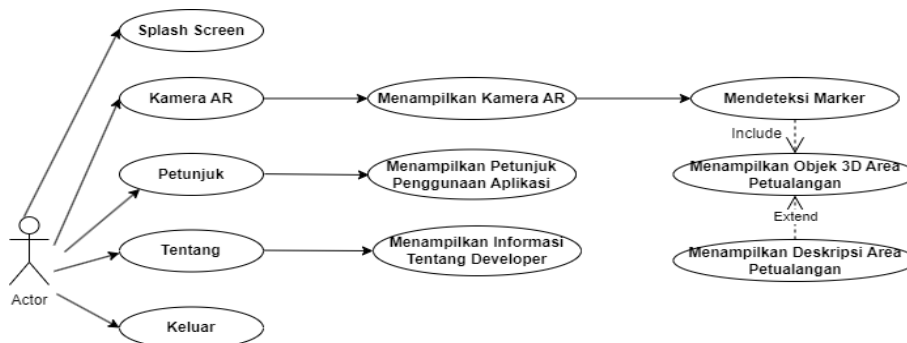 Splash Screen
Kamera AR
Menampilkan Kamera AR
Mendeteksi Marker
Include
Petunjuk
Menampilkan Petunjuk
Penggunaan Aplikasi
Menampilkan Objek 3D Area
Petualangan
Extend
Tentang
Menampilkan Informasi
Tentang Developer
Menampilkan Deskripsi Area
Petualangan
Actor
Keluar